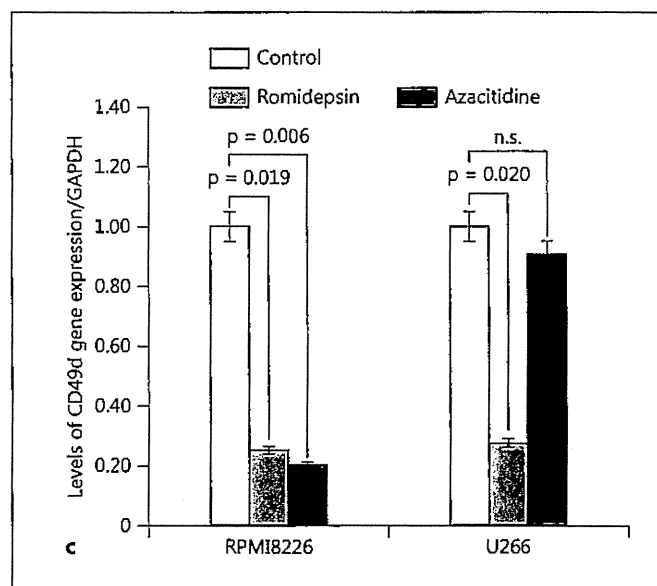 Control
Romidepsin
Azacitidine
Levels of CD49d gene expression/GAPDH
1.40
1.20
1.00
0.80
0.60
0.40
0.20
0
p = 0.006
p = 0.019
n.s.
p = 0.020
RPMI8226
U266
c